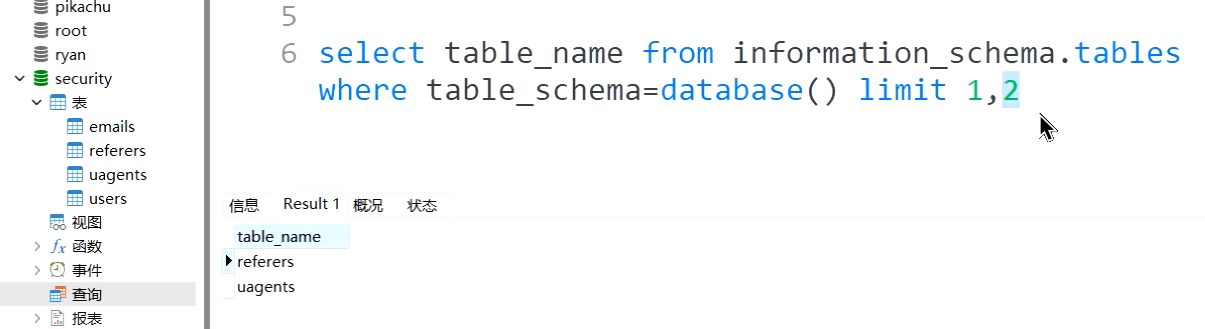 pikachu
root
ryan
security
表
emails
referers
uagents
users
视图
fx 函数
事件
查询
报表
5
6 select table_name from information_schema.tables
where table_schema=database() limit 1,2
信息 Result 1 概况 状态
table_name
referers
uagents